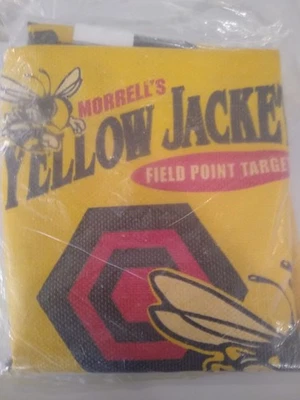 MORRELL'S
YELLOW JACKE
FIELD POINT TARGE